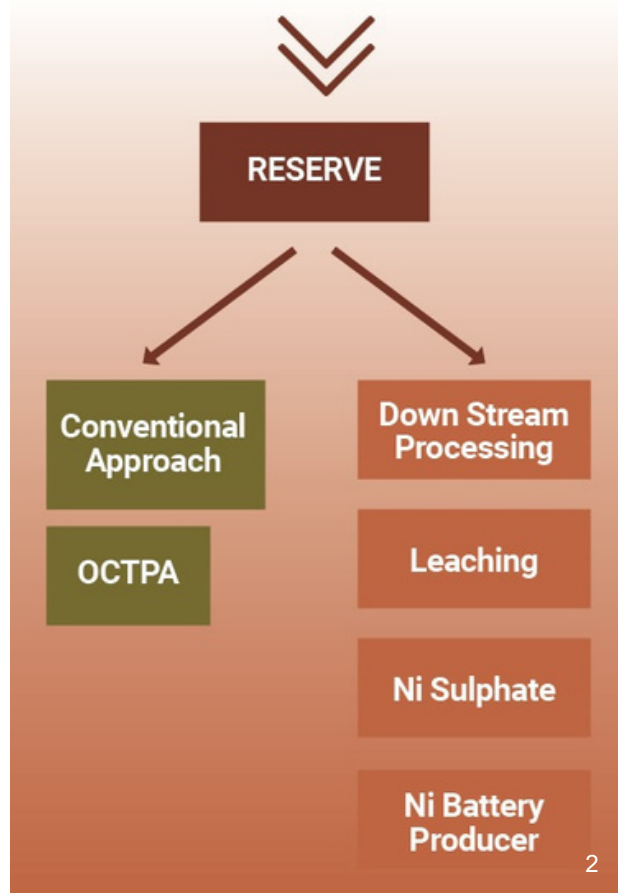 RESERVE
Conventional
Approach
OCTPA
Down Stream
Processing
Leaching
Ni Sulphate
Ni Battery
Producer
2